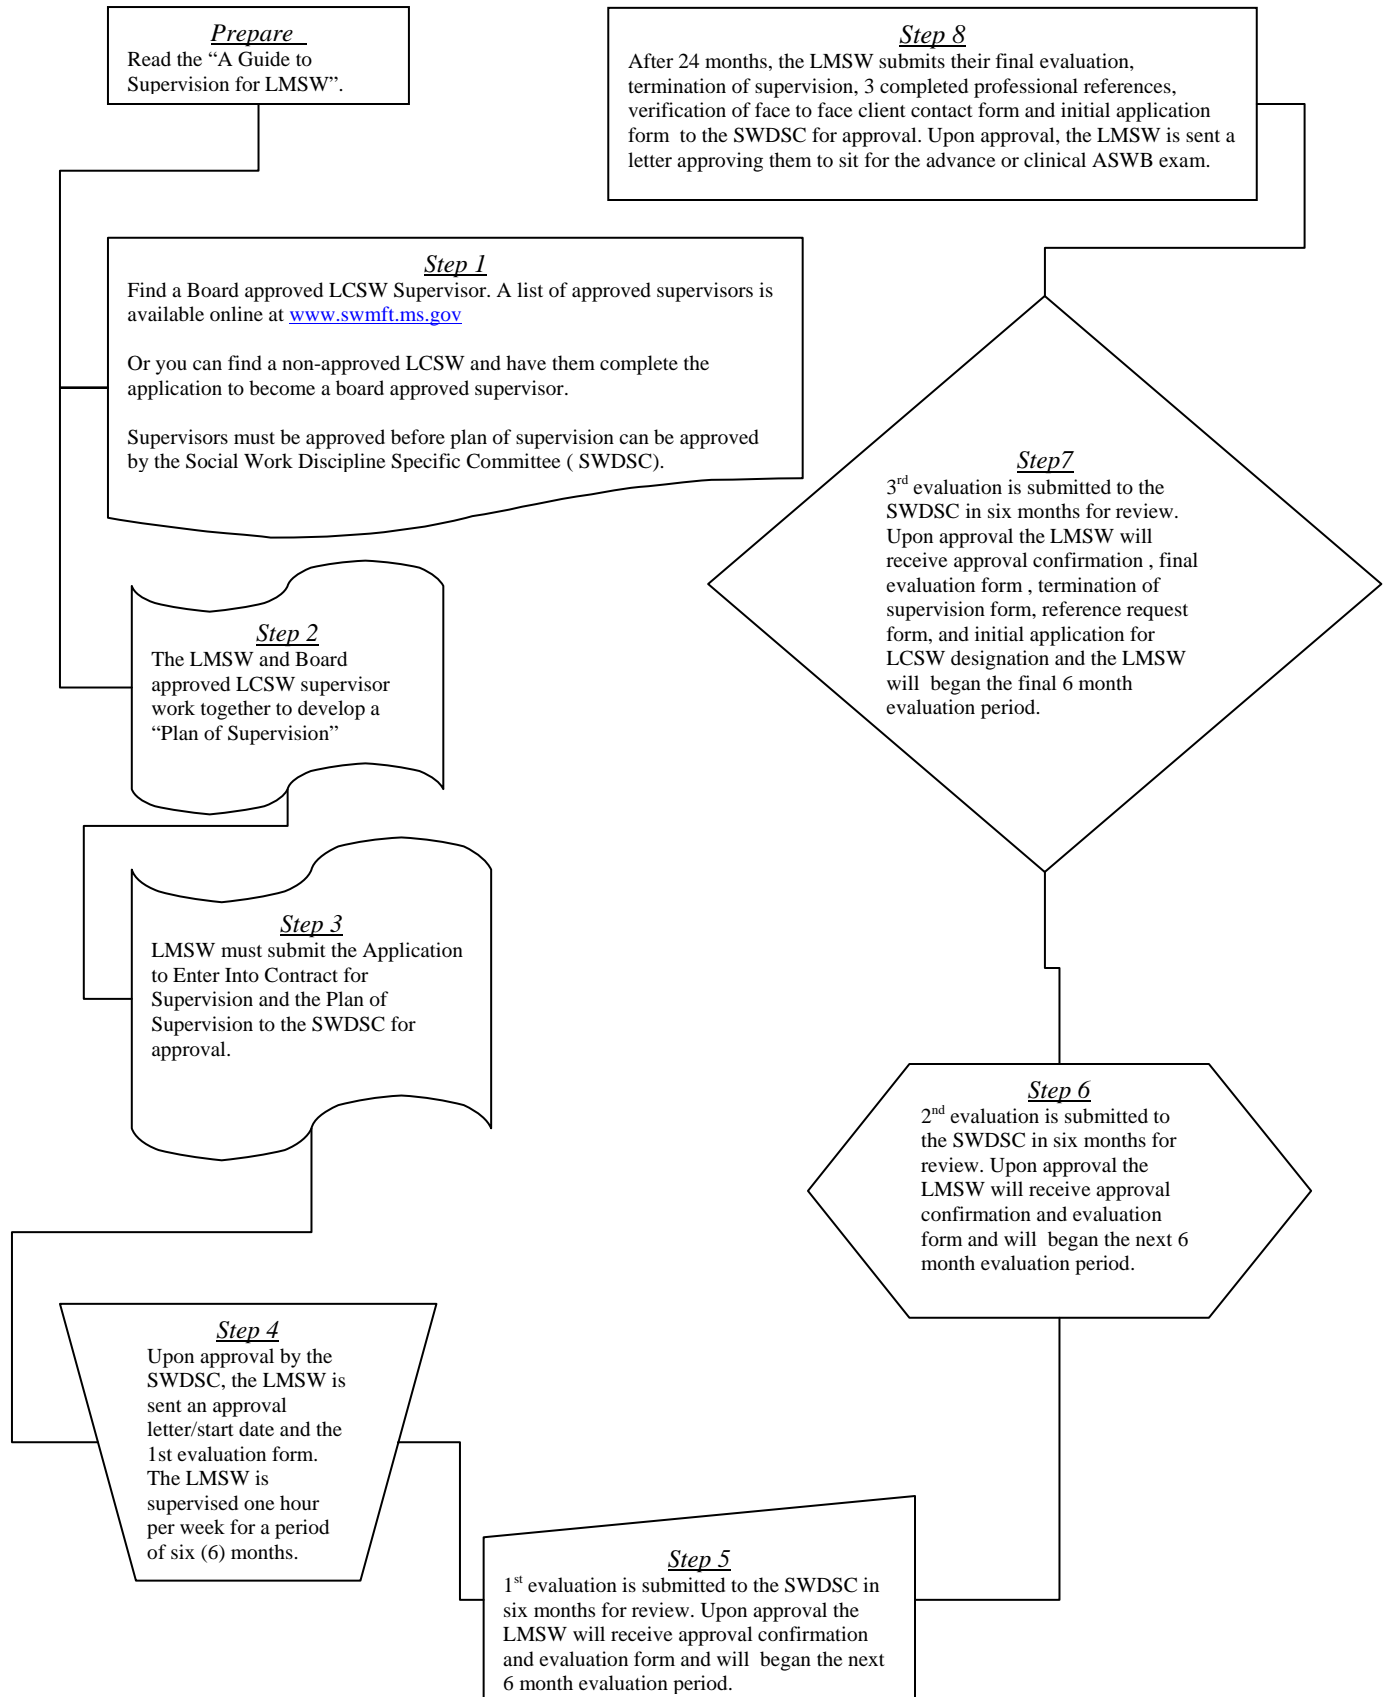 Prepare
Read the “A Guide to
Supervision for LMSW”.
Step 1
Find a Board approved LCSW Supervisor. A list of approved supervisors is
available online at www.swmft.ms.gov
Or you can find a non-approved LCSW and have them complete the
application to become a board approved supervisor.
Supervisors must be approved before plan of supervision can be approved
by the Social Work Discipline Specific Committee ( SWDSC).
Step 2
The LMSW and Board
approved LCSW supervisor
work together to develop a
“Plan of Supervision”
Step 3
LMSW must submit the Application
to Enter Into Contract for
Supervision and the Plan of
Supervision to the SWDSC for
approval.
Step 4
Upon approval by the
SWDSC, the LMSW is
sent an approval
letter/start date and the
1st evaluation form.
The LMSW is
supervised one hour
per week for a period
of six (6) months.
Step 5
1st evaluation is submitted to the SWDSC in
six months for review. Upon approval the
LMSW will receive approval confirmation
and evaluation form and will began the next
6 month evaluation period.
Step 6
2nd evaluation is submitted to
the SWDSC in six months for
review. Upon approval the
LMSW will receive approval
confirmation and evaluation
form and will began the next 6
month evaluation period.
Step7
3rd evaluation is submitted to the
SWDSC in six months for review.
Upon approval the LMSW will
receive approval confirmation , final
evaluation form , termination of
supervision form, reference request
form, and initial application for
LCSW designation and the LMSW
will began the final 6 month
evaluation period.
Step 8
After 24 months, the LMSW submits their final evaluation,
termination of supervision, 3 completed professional references,
verification of face to face client contact form and initial application
form to the SWDSC for approval. Upon approval, the LMSW is sent a
letter approving them to sit for the advance or clinical ASWB exam.